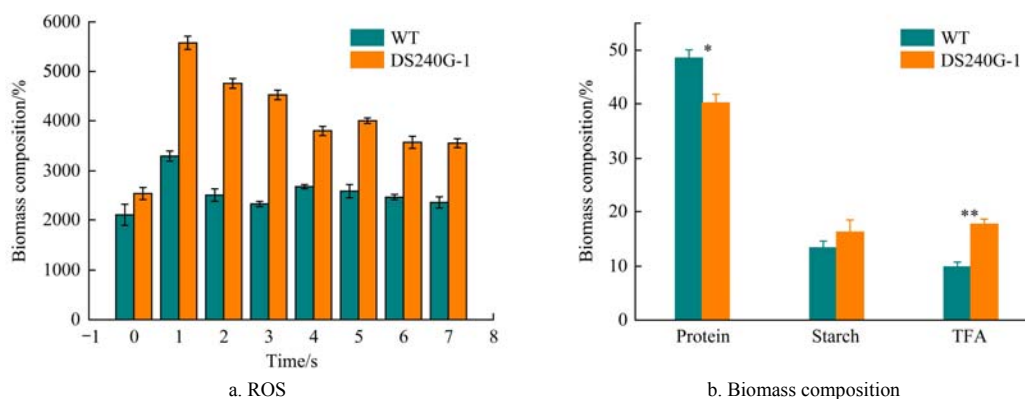 6000
5000
4000
3000
2000
1000
0
Biomass composition/%
WT
DS240G-1
−1 0 1 2 3 4 5 6 7 8
Time/s
a. ROS
50
40
30
20
10
0
Biomass composition/%
WT
DS240G-1
*
**
Protein Starch TFA
b. Biomass composition